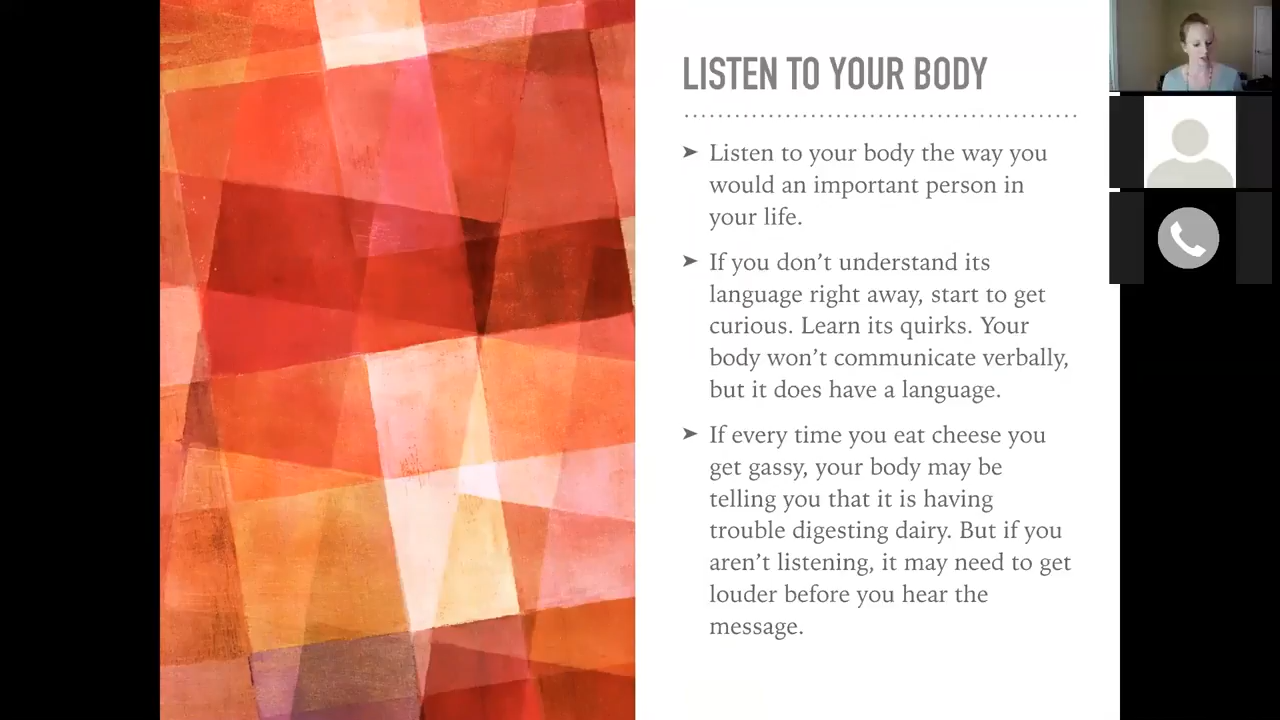 LISTEN TO YOUR BODY
➤ Listen to your body the way you
would an important person in
your life.
➤ If you don’t understand its
language right away, start to get
curious. Learn its quirks. Your
body won’t communicate verbally,
but it does have a language.
➤ If every time you eat cheese you
get gassy, your body may be
telling you that it is having
trouble digesting dairy. But if you
aren’t listening, it may need to get
louder before you hear the
message.